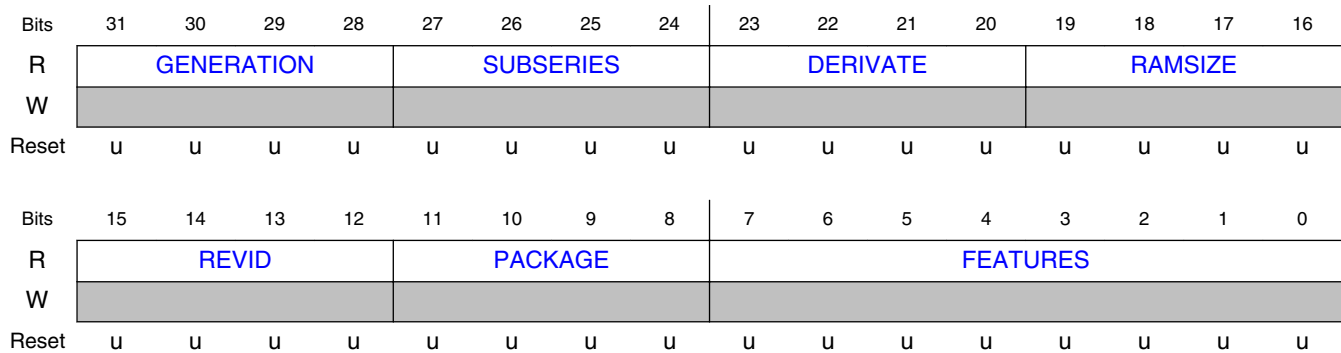 Bits 31 30 29 28 27 26 25 24 23 22 21 20 19 18 17 16
R GENERATION SUBSERIES DERIVATE RAMSIZE
W
Reset u u u u u u u u u u u u u u u u
Bits 15 14 13 12 11 10 9 8 7 6 5 4 3 2 1 0
R REVID PACKAGE FEATURES
W
Reset u u u u u u u u u u u u u u u u